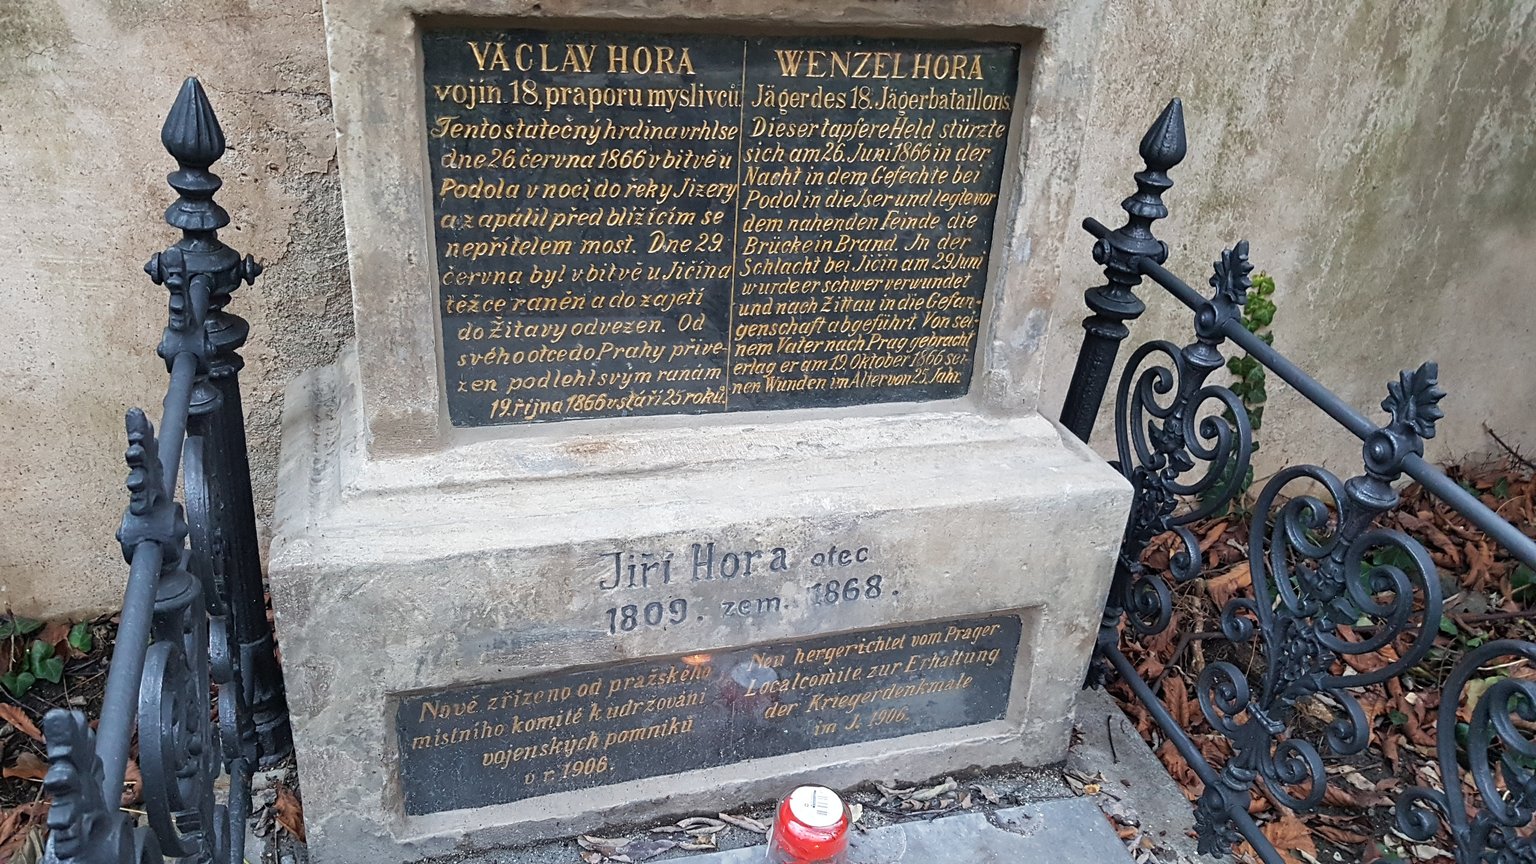 VÁCLAV HORA
vojín 18. praporu myslivců.
Tento statečný hrdina vrhl se
dne 26. června 1866 v bitvě u
Podola v noci do řeky Jizery
a zapálil před bližícím se
nepřítelem most. Dne 29.
června byl v bitvě u Jičína
těžce raněn a do zajetí
do Žitavy odvezen. Od
svého otce do Prahy přive-
zen podlehl svým ranám
19. října 1866 v stáří 25 roků.
WENZEL HORA
Jäger des 18. Jägerbataillons.
Dieser tapfere Held stürzte
sich am 26. Juni 1866 in der
Nacht in dem Gefechte bei
Podol in die Iser und legte vor
dem nahenden Feinde die
Brücke in Brand. In der
Schlacht bei Jičin am 29 Juni
wurde er schwer verwundet
und nach Zittau in die Gefan-
genschaft abgeführt. Von sei-
nem Vater nach Prag gebracht
erlag er am 19. Oktober 1866 sei-
nen Wunden im Alter von 25. Jahr.
Jiří Hora otec
1809. zem. 1868.
Nově zřízeno od pražského
místního komité k udržování
vojenských pomníků
v r. 1906.
Neu hergerichtet vom Prager
Localcomite zur Erhaltung
der Kriegerdenkmale
im J. 1906.